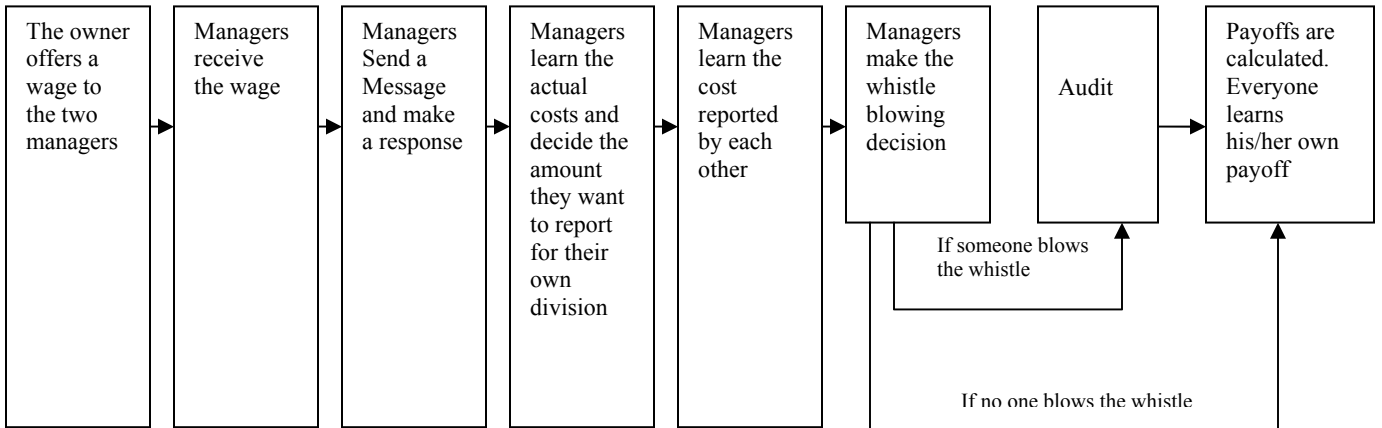 The owner
offers a
wage to
the two
managers
Managers
receive
the wage
Managers
Send a
Message
and make
a response
Managers
learn the
actual
costs and
decide the
amount
they want
to report
for their
own
division
Managers
learn the
cost
reported
by each
other
Managers
make the
whistle
blowing
decision
Audit
Payoffs are
calculated.
Everyone
learns
his/her own
payoff
If someone blows
the whistle
If no one blows the whistle